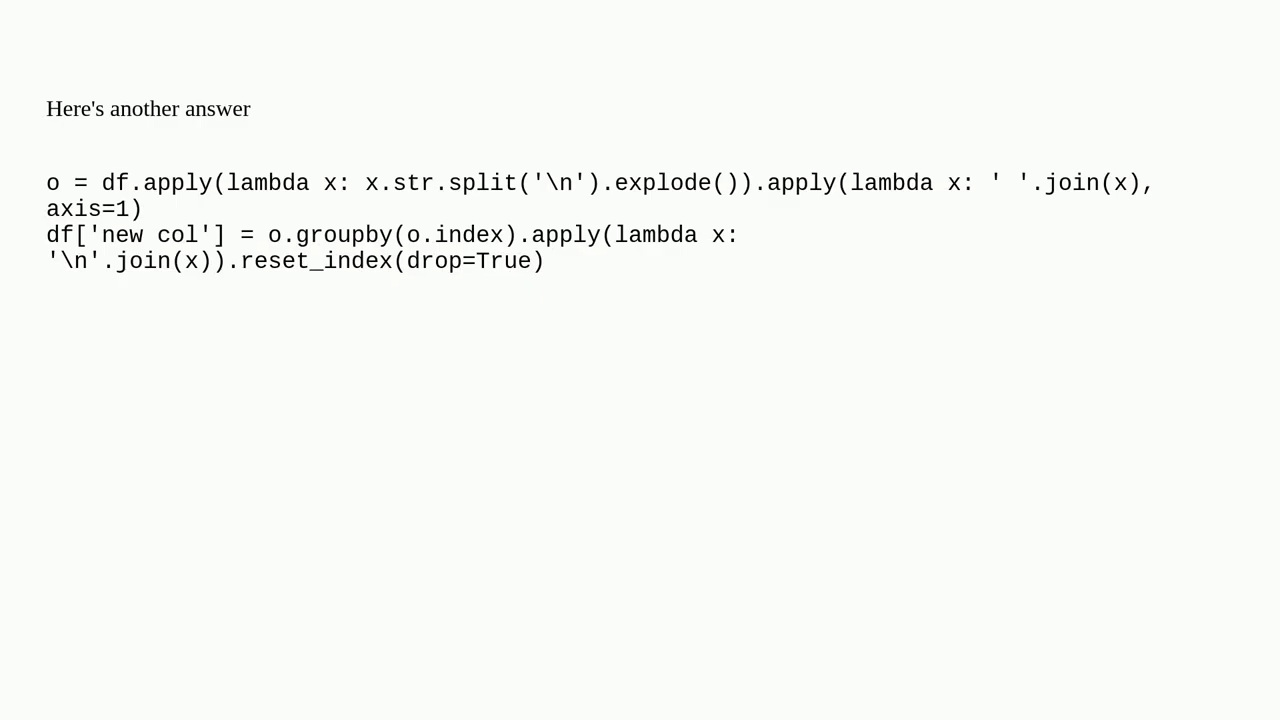 Here's another answer
o = df.apply(lambda x: x.str.split('\n').explode()).apply(lambda x: ' '.join(x),
axis=1)
df['new col'] = o.groupby(o.index).apply(lambda x:
'\n'.join(x)).reset_index(drop=True)